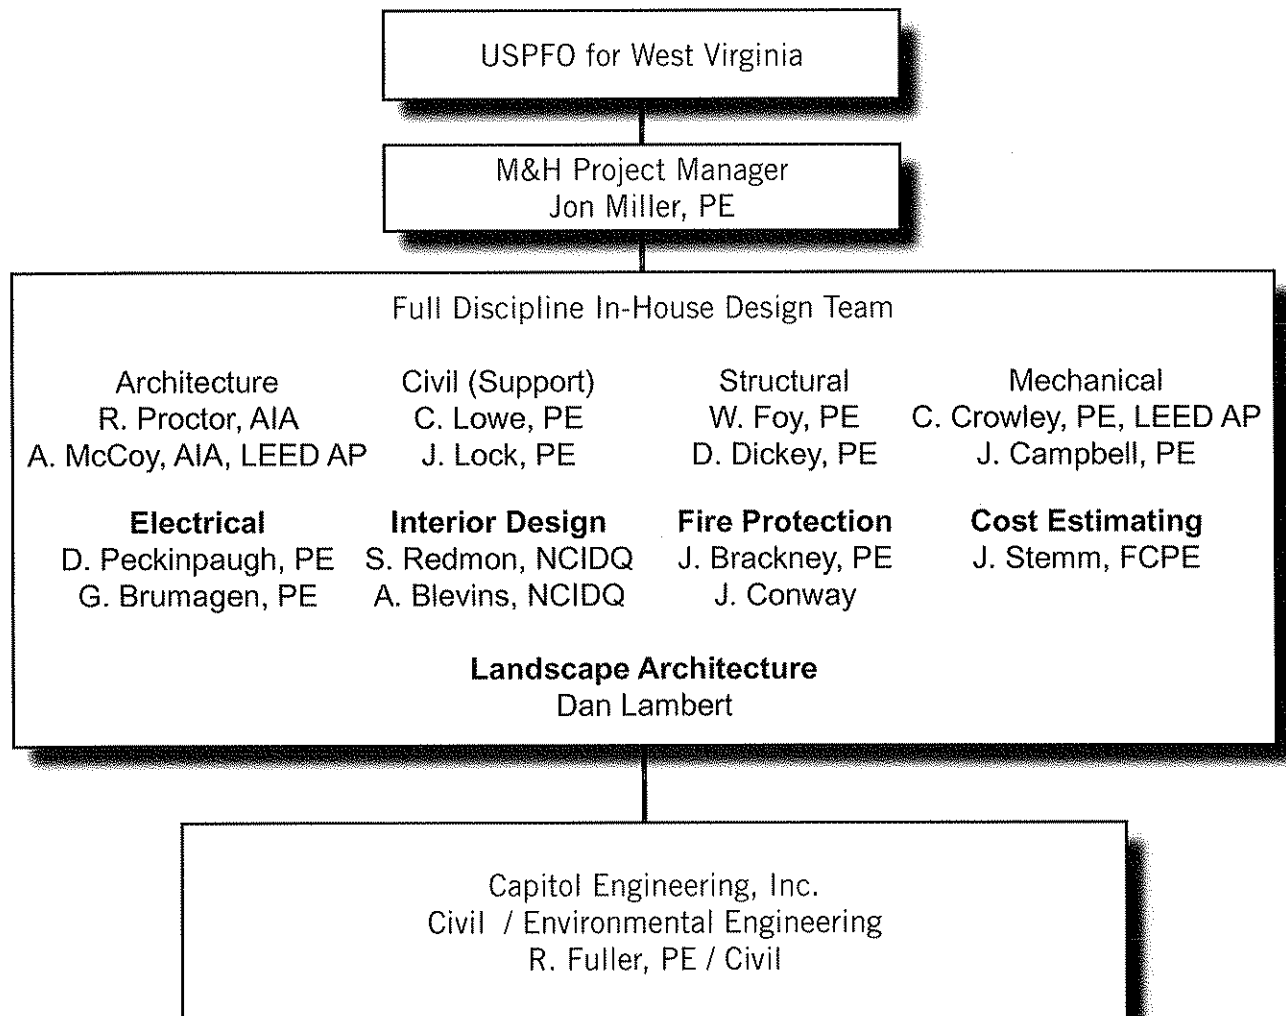 USPFO for West Virginia
M&H Project Manager
Jon Miller, PE
Full Discipline In-House Design Team
Architecture
R. Proctor, AIA
A. McCoy, AIA, LEED AP
Civil (Support)
C. Lowe, PE
J. Lock, PE
Structural
W. Foy, PE
D. Dickey, PE
Mechanical
C. Crowley, PE, LEED AP
J. Campbell, PE
Electrical
D. Peckinpaugh, PE
G. Brumagen, PE
Interior Design
S. Redmon, NCIDQ
A. Blevins, NCIDQ
Fire Protection
J. Brackney, PE
J. Conway
Cost Estimating
J. Stemm, FCPE
Landscape Architecture
Dan Lambert
Capitol Engineering, Inc.
Civil / Environmental Engineering
R. Fuller, PE / Civil